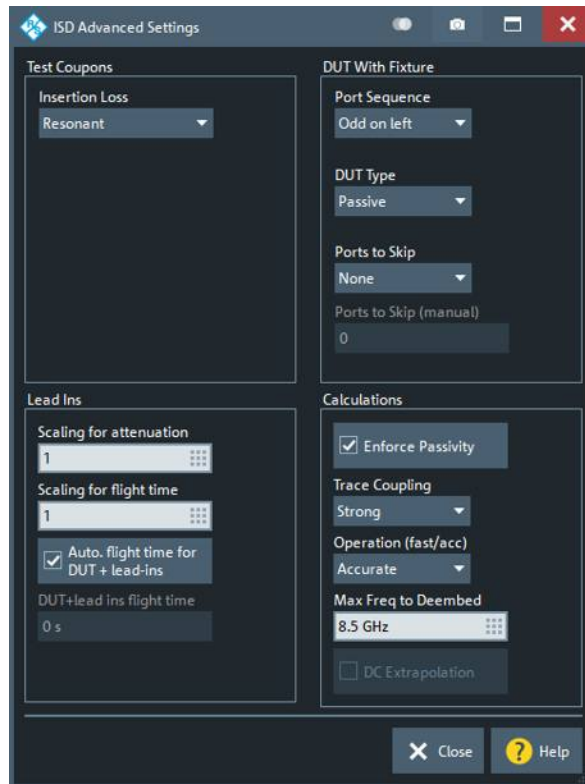 ISD Advanced Settings
Test Coupons
Insertion Loss
Resonant
DUT With Fixture
Port Sequence
Odd on left
DUT Type
Passive
Ports to Skip
None
Ports to Skip (manual)
0
Lead Ins
Scaling for attenuation
1
Scaling for flight time
1
Auto. flight time for
DUT + lead-ins
DUT+lead ins flight time
0 s
Calculations
Enforce Passivity
Trace Coupling
Strong
Operation (fast/acc)
Accurate
Max Freq to Deembed
8.5 GHz
DC Extrapolation
Close
? Help